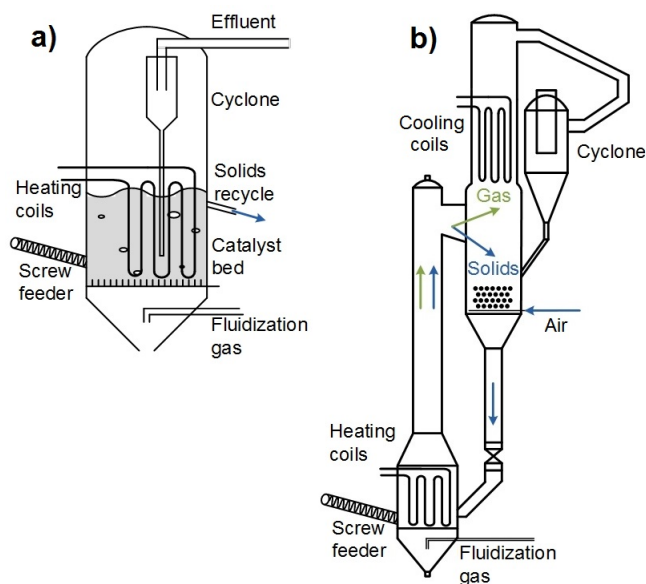 a)
Effluent
Cyclone
Heating
coils
Solids
recycle
Screw
feeder
Catalyst
bed
Fluidization
gas
b)
Cooling
coils
Cyclone
Gas
Solids
Air
Heating
coils
Screw
feeder
Fluidization
gas